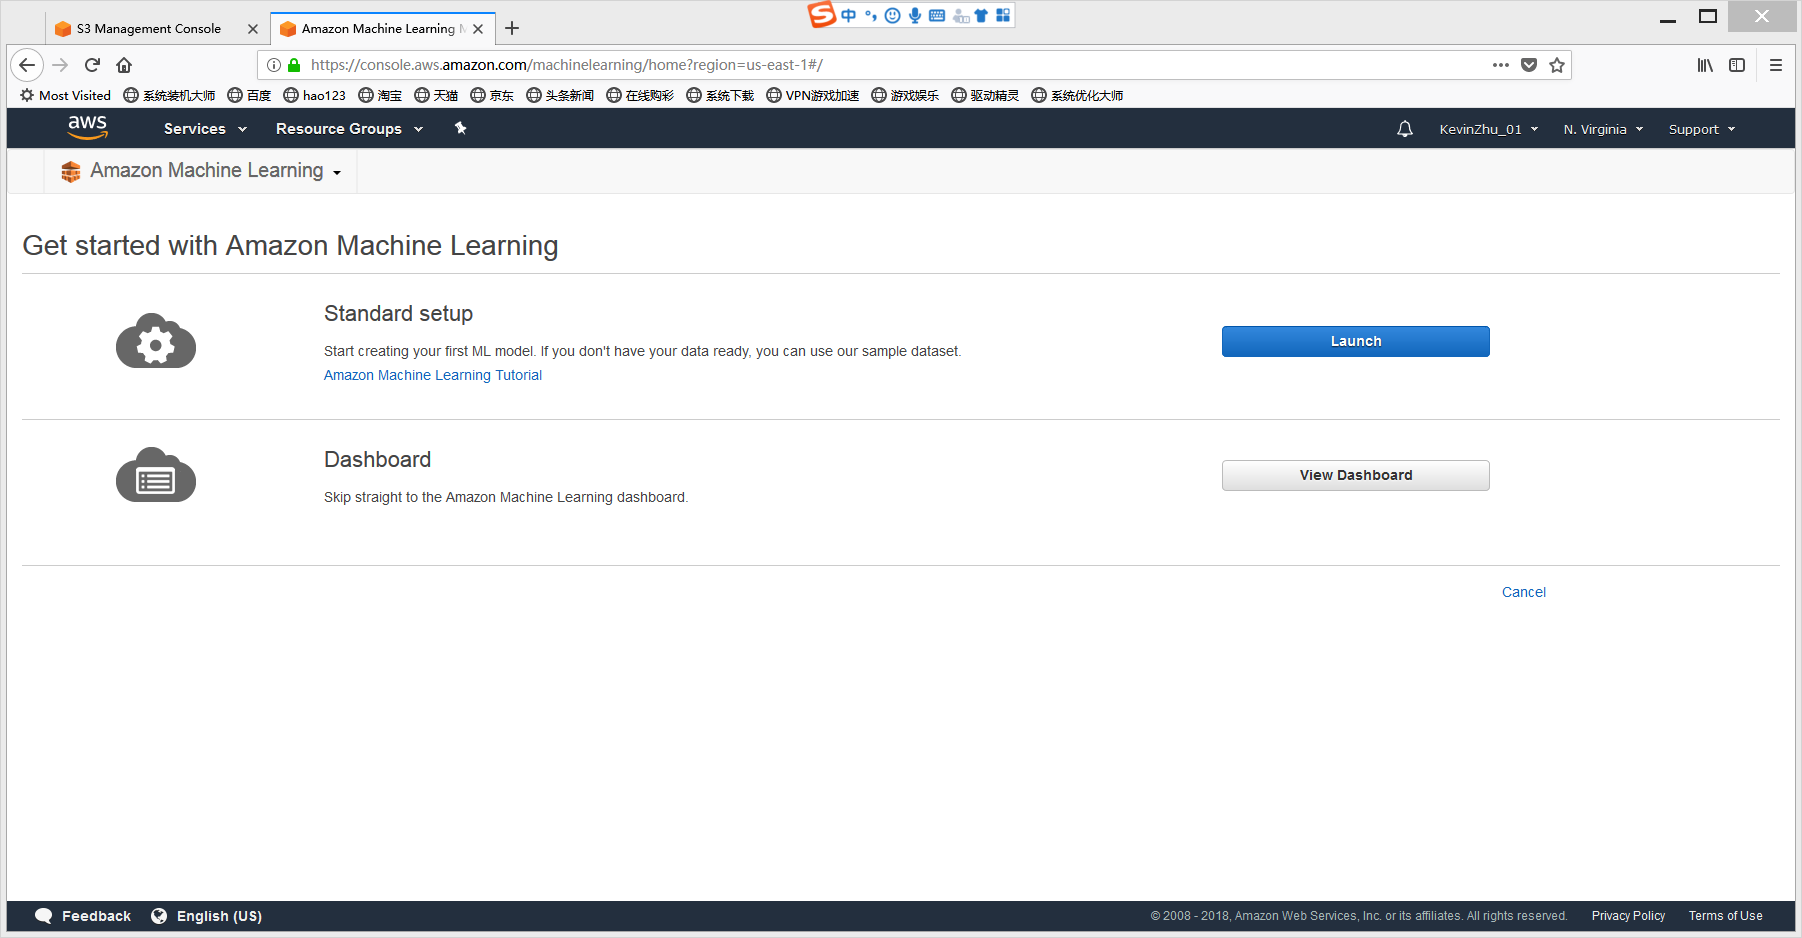 S3 Management Console
Amazon Machine Learning
中
https://console.aws.amazon.com/machinelearning/home?region=us-east-1#/
Most Visited 系统装机大师 百度 hao123 淘宝 天猫 京东 头条新闻 在线购彩 系统下载 VPN游戏加速 游戏娱乐 驱动精灵 系统优化大师
aws Services Resource Groups KevinZhu_01 N. Virginia Support
Amazon Machine Learning
Get started with Amazon Machine Learning
Standard setup
Start creating your first ML model. If you don't have your data ready, you can use our sample dataset.
Amazon Machine Learning Tutorial
Launch
Dashboard
Skip straight to the Amazon Machine Learning dashboard.
View Dashboard
Cancel
Feedback English (US) © 2008 - 2018, Amazon Web Services, Inc. or its affiliates. All rights reserved. Privacy Policy Terms of Use